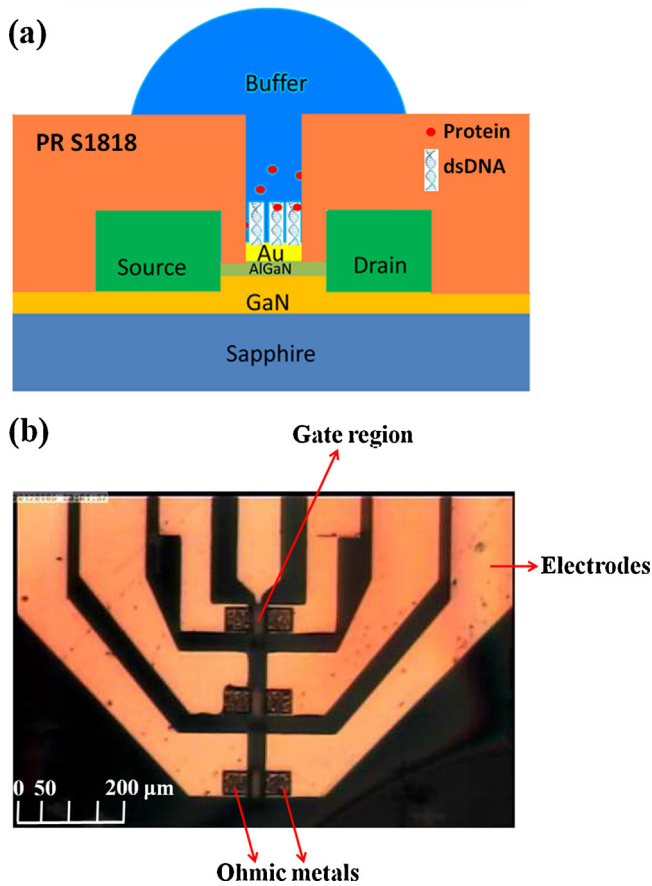 (a)
Buffer
PR S1818
Protein
dsDNA
Au
AlGaN
Source
Drain
GaN
Sapphire
(b)
Gate region
Electrodes
0 50 200 μm
Ohmic metals